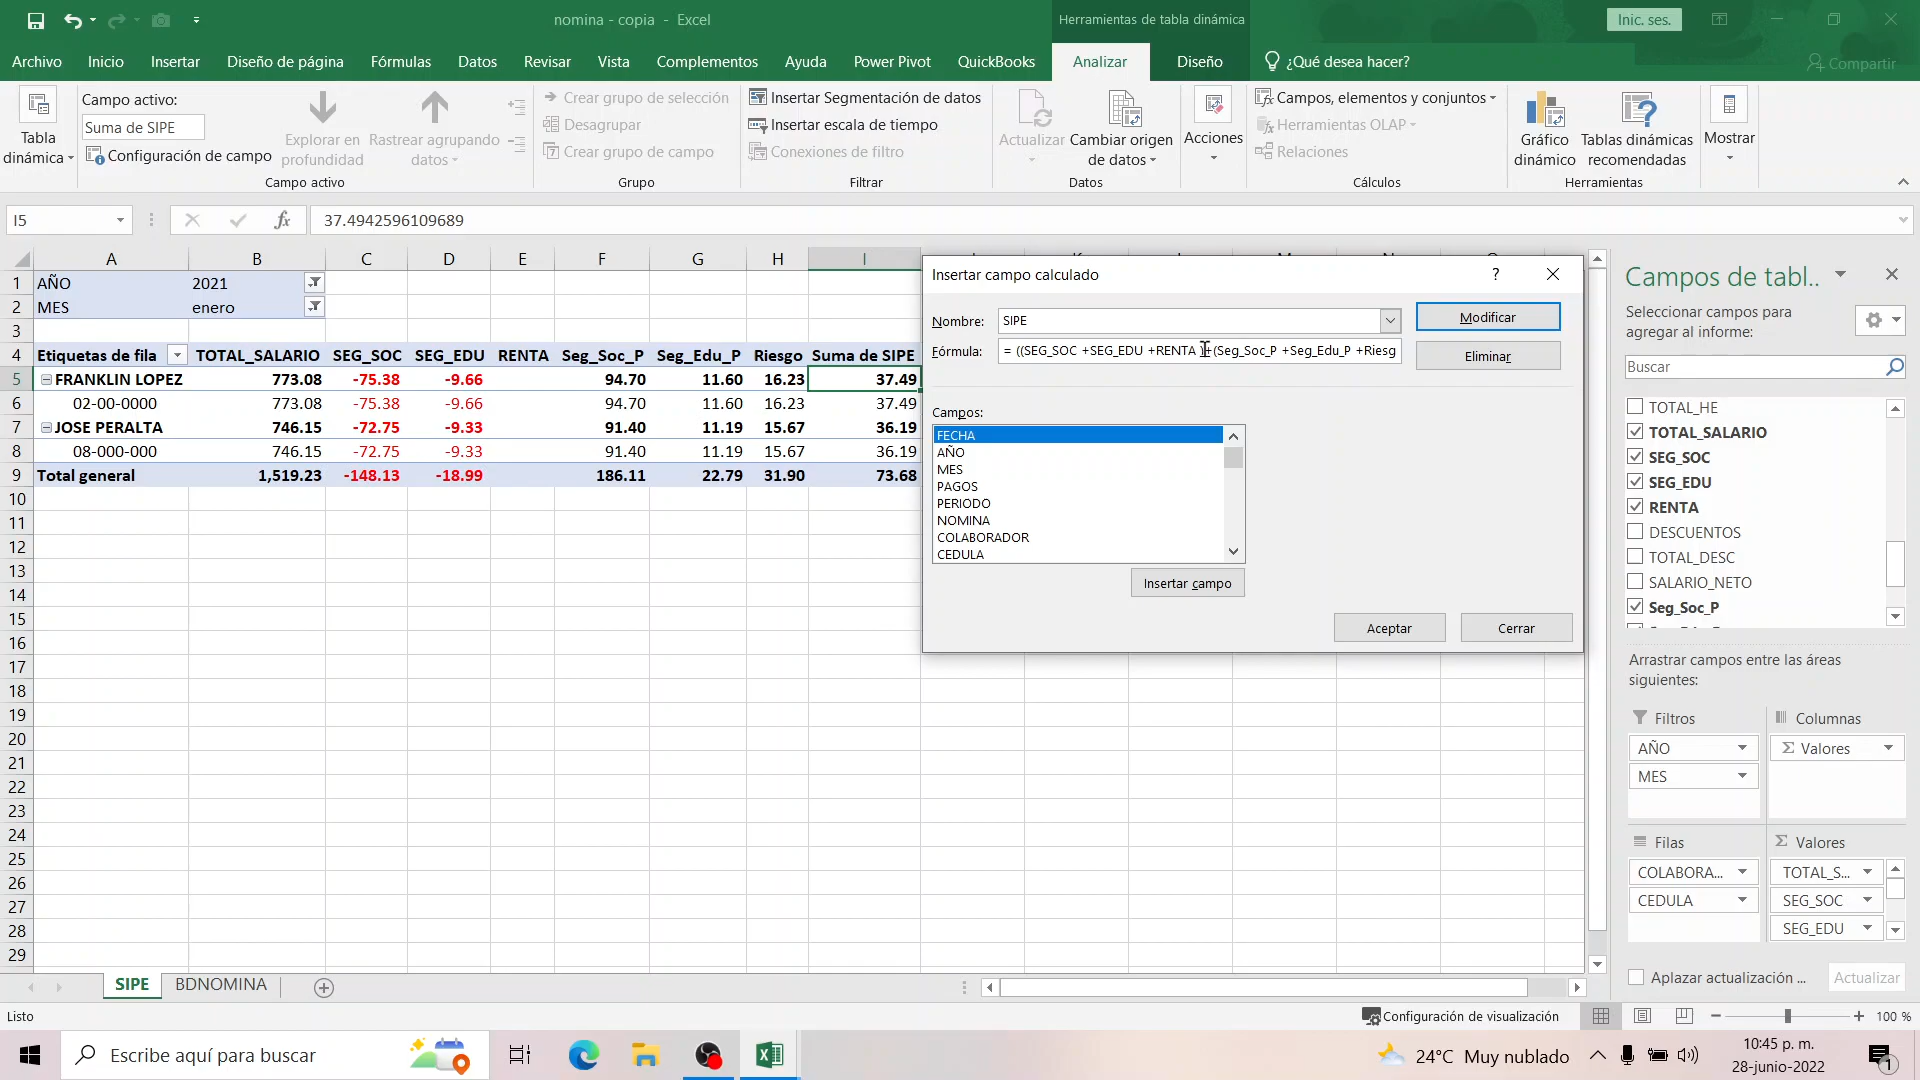 nomina - copia - Excel
Herramientas de tabla dinámica
Inic. ses.
Archivo Inicio Insertar Diseño de página Fórmulas Datos Revisar Vista Complementos Ayuda Power Pivot QuickBooks Analizar Diseño ¿Qué desea hacer? Compartir
Tabla dinámica
Campo activo:
Suma de SIPE
Configuración de campo
Explorar en profundidad
Rastrear agrupando datos
Campo activo
Crear grupo de selección
Desagrupar
Crear grupo de campo
Grupo
Insertar Segmentación de datos
Insertar escala de tiempo
Conexiones de filtro
Filtrar
Actualizar
Cambiar origen de datos
Datos
Acciones
Campos, elementos y conjuntos
Herramientas OLAP
Relaciones
Cálculos
Gráfico dinámico
Tablas dinámicas recomendadas
Herramientas
Mostrar
I5
fx
37.4942596109689
A B C D E F G H I
1 AÑO 2021
2 MES enero
3
4 Etiquetas de fila TOTAL_SALARIO SEG_SOC SEG_EDU RENTA Seg_Soc_P Seg_Edu_P Riesgo Suma de SIPE
5 FRANKLIN LOPEZ 773.08 -75.38 -9.66 94.70 11.60 16.23 37.49
6 02-00-0000 773.08 -75.38 -9.66 94.70 11.60 16.23 37.49
7 JOSE PERALTA 746.15 -72.75 -9.33 91.40 11.19 15.67 36.19
8 08-000-000 746.15 -72.75 -9.33 91.40 11.19 15.67 36.19
9 Total general 1,519.23 -148.13 -18.99 186.11 22.79 31.90 73.68
10
11
12
13
14
15
16
17
18
19
20
21
22
23
24
25
26
27
28
29
Insertar campo calculado
?
Nombre: SIPE
Modificar
Fórmula: = ((SEG_SOC +SEG_EDU +RENTA )+(Seg_Soc_P +Seg_Edu_P +Riesg
Eliminar
Campos:
FECHA
AÑO
MES
PAGOS
PERIODO
NOMINA
COLABORADOR
CEDULA
Insertar campo
Aceptar
Cerrar
Campos de tabl..
Seleccionar campos para agregar al informe:
Buscar
TOTAL_HE
TOTAL_SALARIO
SEG_SOC
SEG_EDU
RENTA
DESCUENTOS
TOTAL_DESC
SALARIO_NETO
Seg_Soc_P
Arrastrar campos entre las áreas siguientes:
Filtros
AÑO
MES
Columnas
Σ Valores
Filas
COLABORA...
CEDULA
Σ Valores
TOTAL_S...
SEG_SOC
SEG_EDU
Aplazar actualización ...
Actualizar
SIPE BDNOMINA
Listo
Configuración de visualización
100 %
Escribe aquí para buscar
24°C Muy nublado
10:45 p. m.
28-junio-2022
1